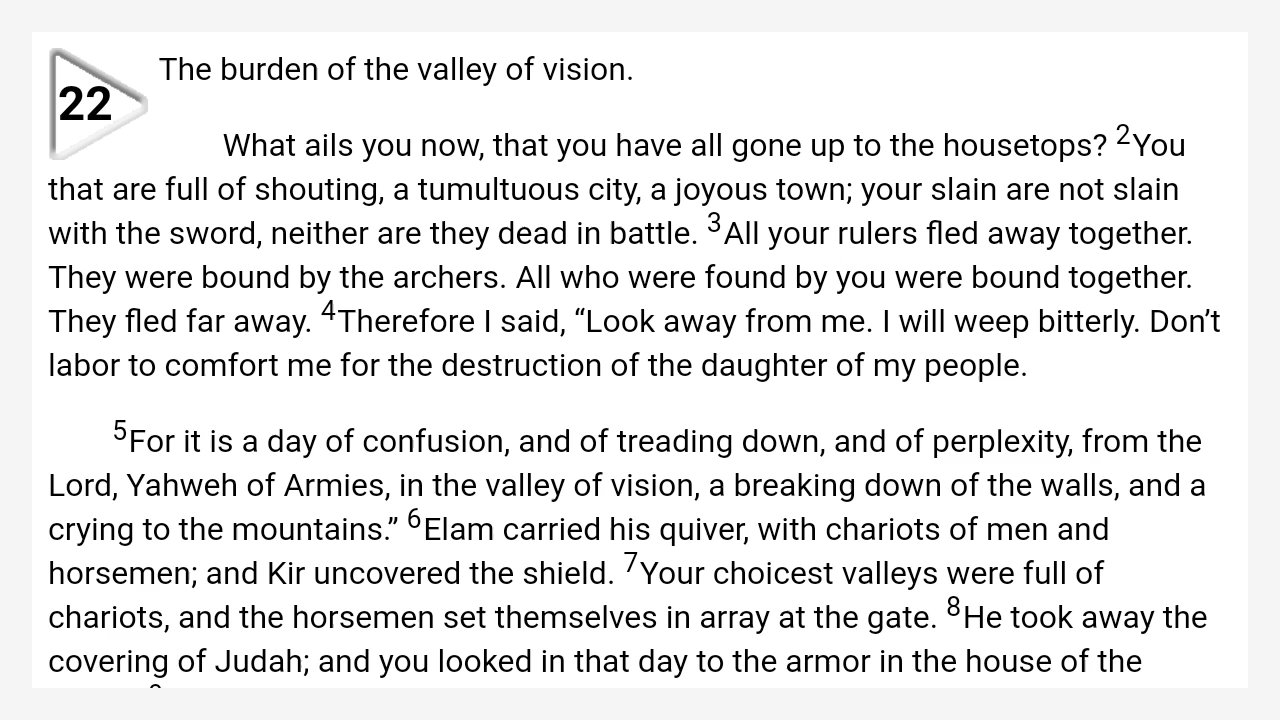 22
The burden of the valley of vision.
What ails you now, that you have all gone up to the housetops? 2You
that are full of shouting, a tumultuous city, a joyous town; your slain are not slain
with the sword, neither are they dead in battle. 3All your rulers fled away together.
They were bound by the archers. All who were found by you were bound together.
They fled far away. 4Therefore I said, “Look away from me. I will weep bitterly. Don’t
labor to comfort me for the destruction of the daughter of my people.
5For it is a day of confusion, and of treading down, and of perplexity, from the
Lord, Yahweh of Armies, in the valley of vision, a breaking down of the walls, and a
crying to the mountains.” 6Elam carried his quiver, with chariots of men and
horsemen; and Kir uncovered the shield. 7Your choicest valleys were full of
chariots, and the horsemen set themselves in array at the gate. 8He took away the
covering of Judah; and you looked in that day to the armor in the house of the